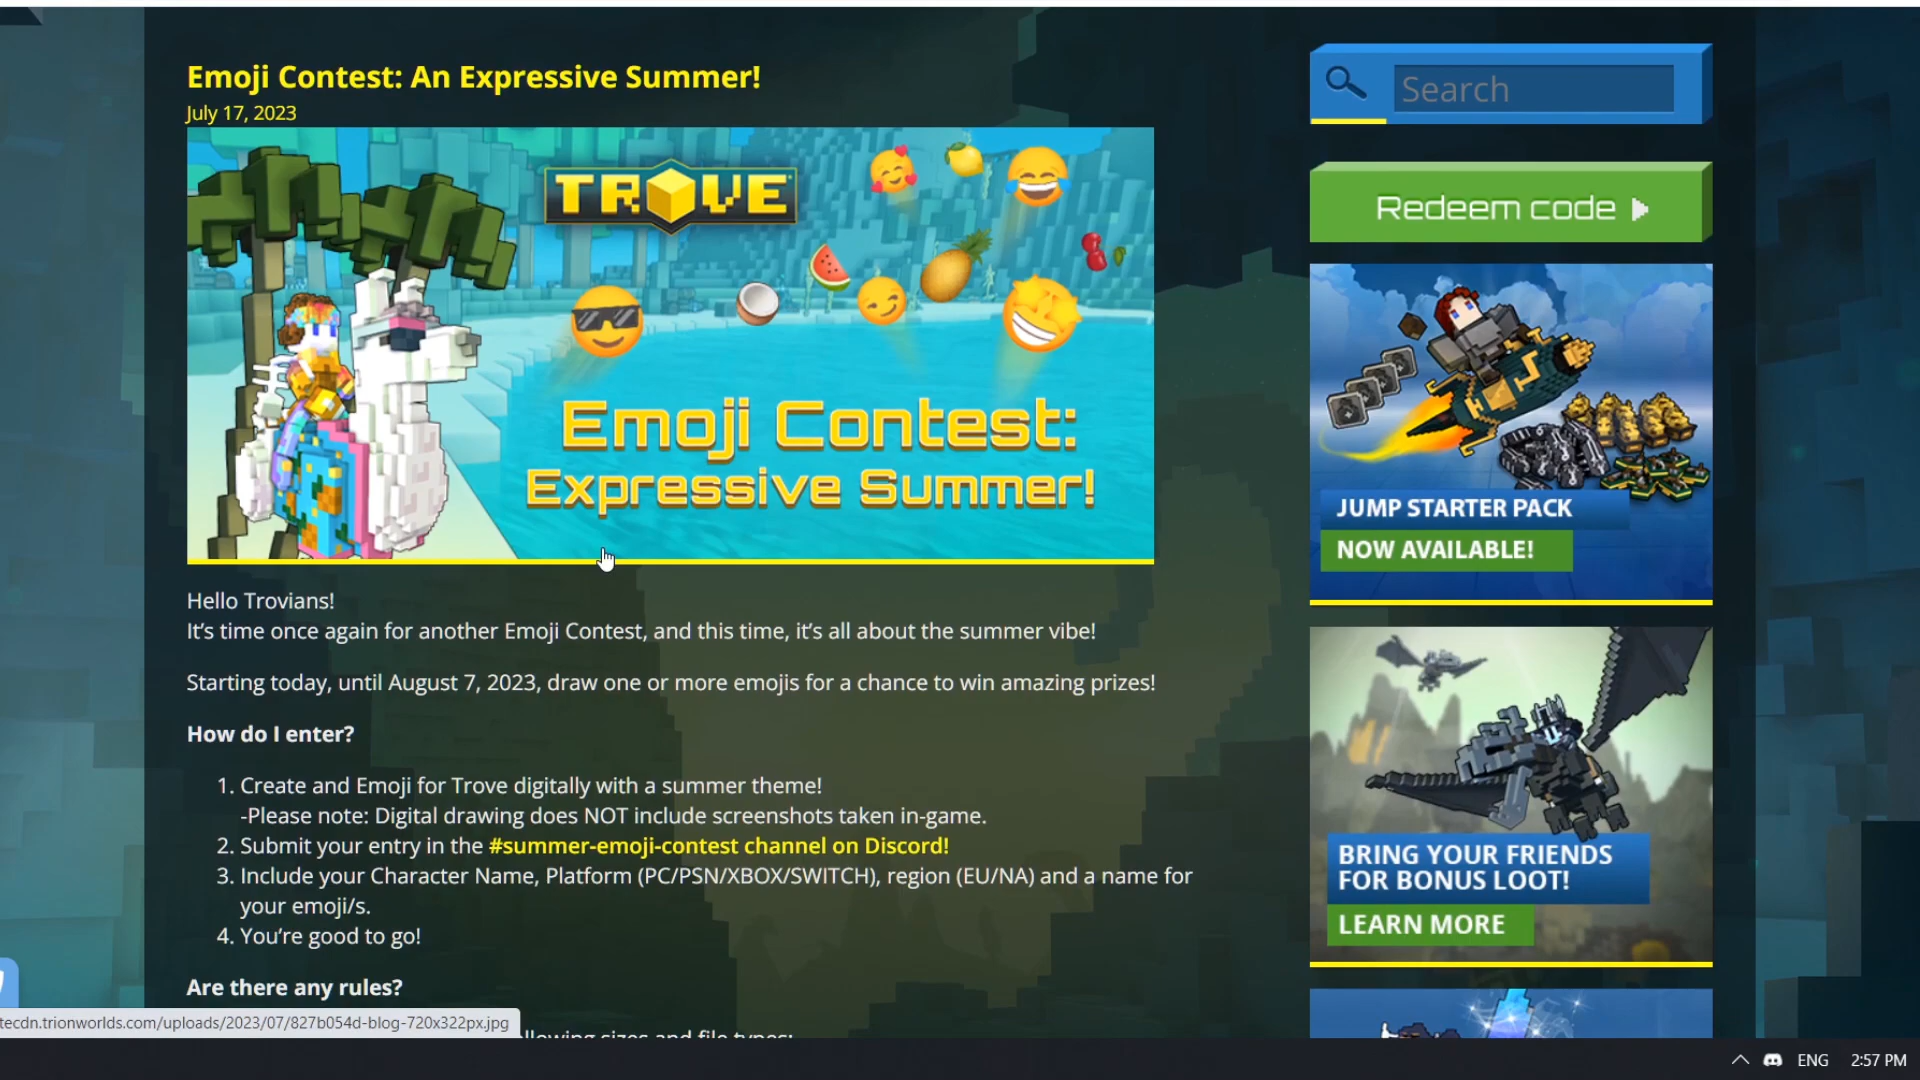 Emoji Contest: An Expressive Summer!
July 17, 2023
TROVE
Emoji Contest:
Expressive Summer!
Hello Trovians!
It's time once again for another Emoji Contest, and this time, it's all about the summer vibe!
Starting today, until August 7, 2023, draw one or more emojis for a chance to win amazing prizes!
How do I enter?
1. Create and Emoji for Trove digitally with a summer theme!
-Please note: Digital drawing does NOT include screenshots taken in-game.
2. Submit your entry in the #summer-emoji-contest channel on Discord!
3. Include your Character Name, Platform (PC/PSN/XBOX/SWITCH), region (EU/NA) and a name for
your emoji/s.
4. You're good to go!
Are there any rules?
sizes and file types:
tecdn.trionworlds.com/uploads/2023/07/827b054d-blog-720x322px.jpg
Search
Redeem code
JUMP STARTER PACK
NOW AVAILABLE!
BRING YOUR FRIENDS
FOR BONUS LOOT!
LEARN MORE
ENG
2:57 PM